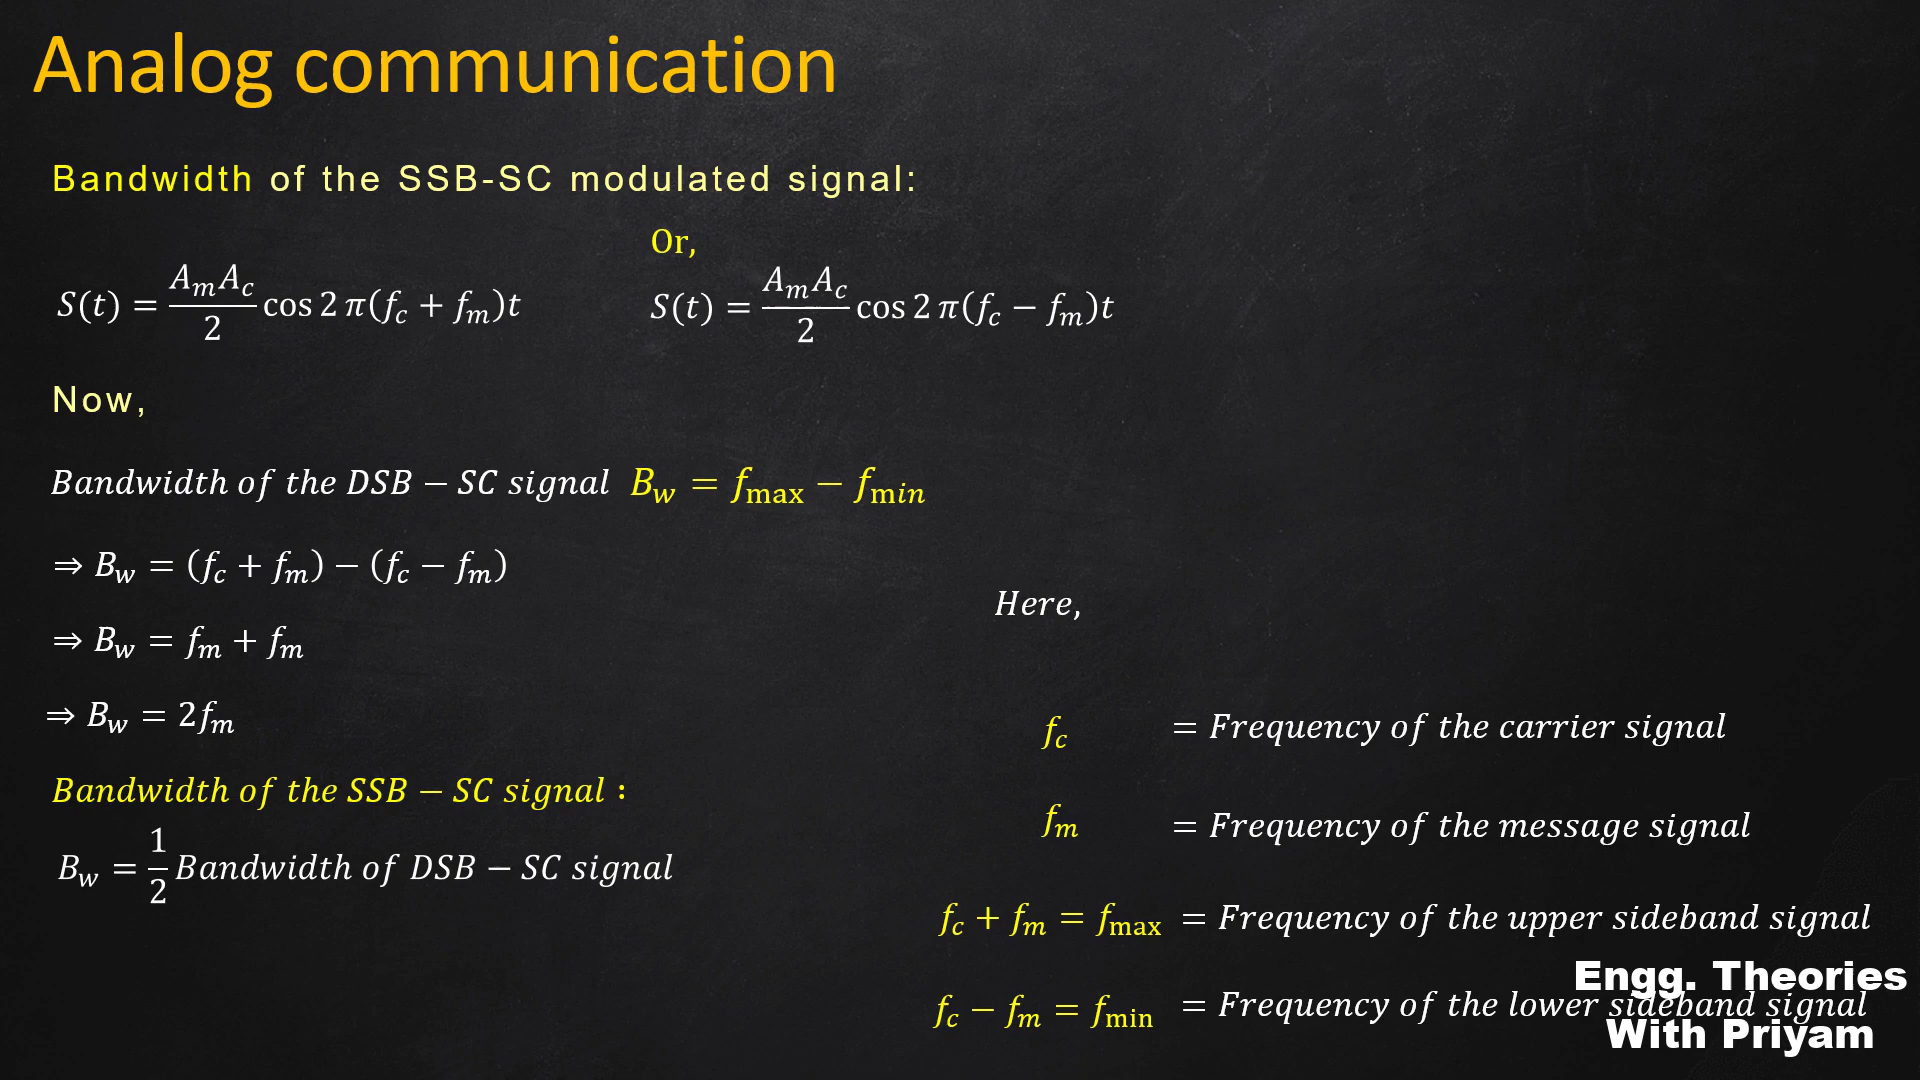 Analog communication
Bandwidth of the SSB-SC modulated signal:
Or,
S(t) = A_m A_c / 2 cos 2 π(f_c + f_m)t
S(t) = A_m A_c / 2 cos 2 π(f_c − f_m)t
Now,
Bandwidth of the DSB − SC signal B_w = f_max − f_min
⇒ B_w = (f_c + f_m) − (f_c − f_m)
⇒ B_w = f_m + f_m
⇒ B_w = 2f_m
Bandwidth of the SSB − SC signal :
B_w = 1/2 Bandwidth of DSB − SC signal
Here,
f_c = Frequency of the carrier signal
f_m = Frequency of the message signal
f_c + f_m = f_max = Frequency of the upper sideband signal
f_c − f_m = f_min = Frequency of the lower sideband signal
Engg. Theories
With Priyam